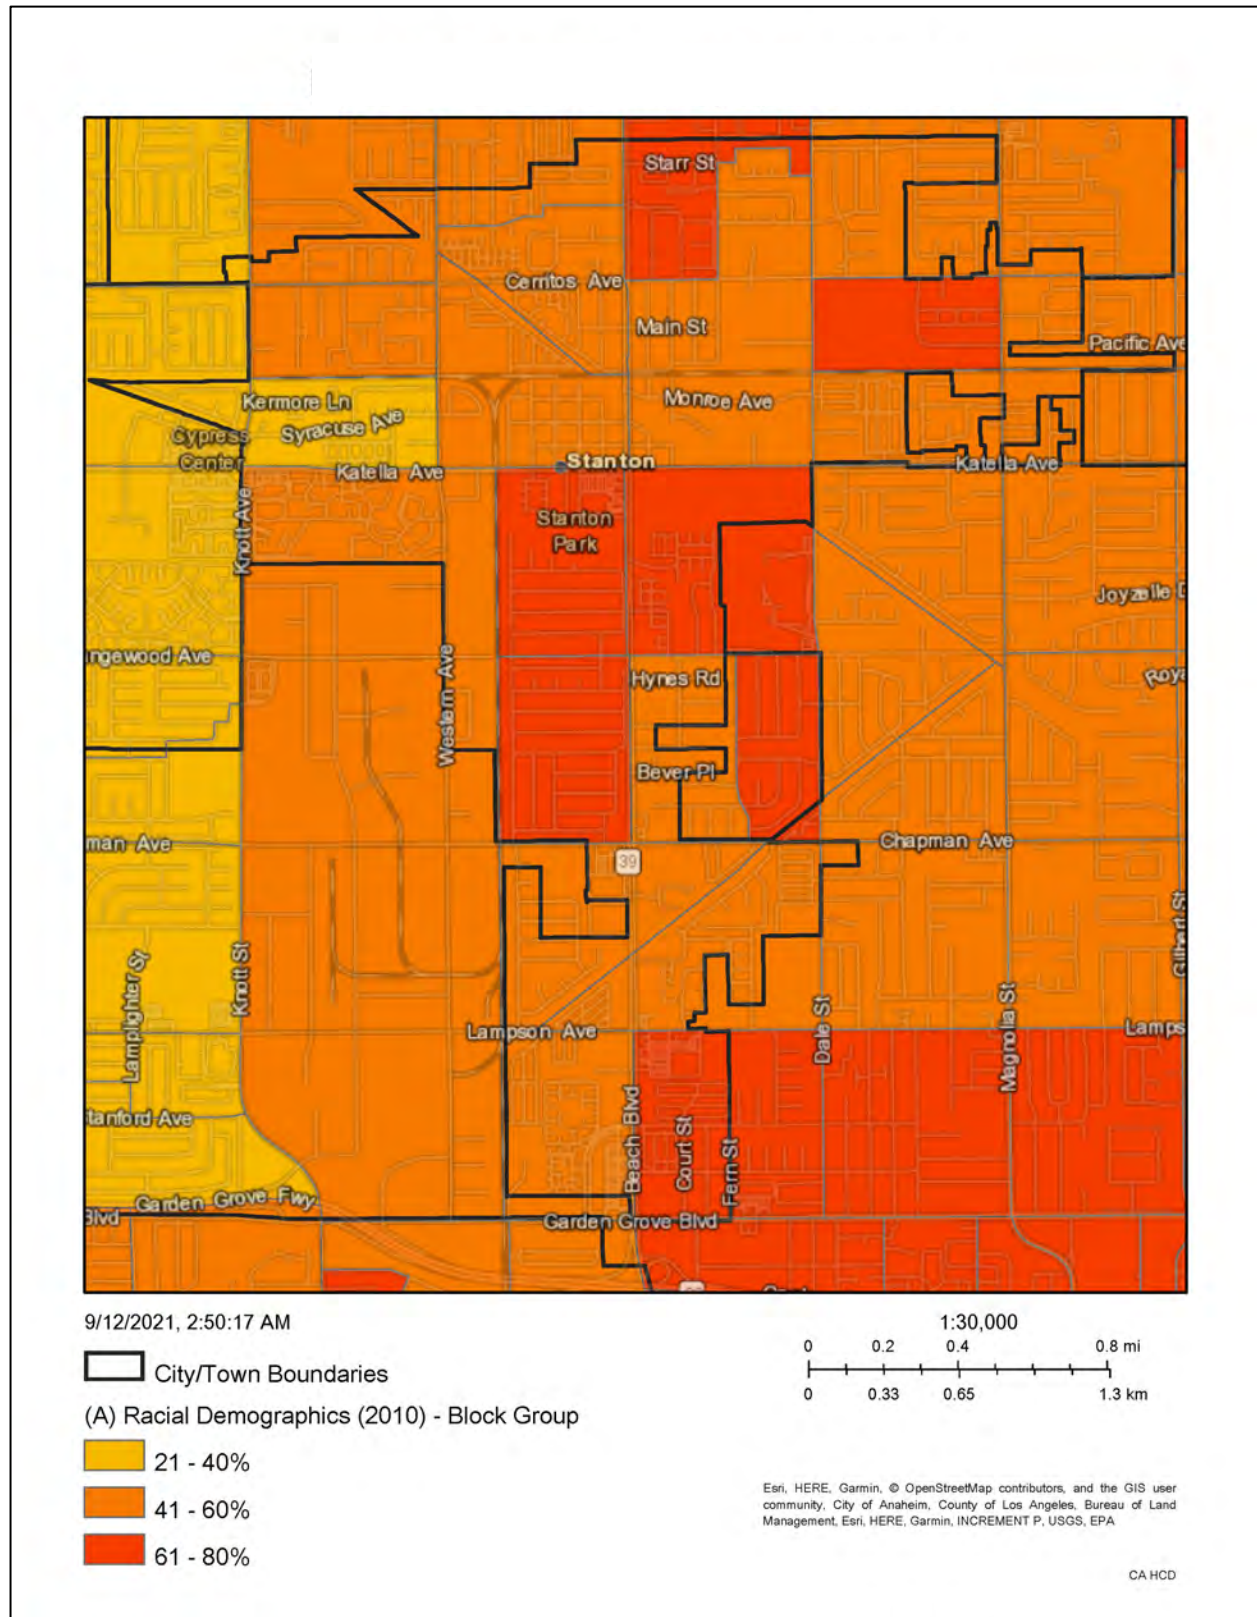 Starr St
Cerritos Ave
Main St
Pacific Ave
Kermore Ln
Monroe Ave
Syracuse Ave
Cypress
Center
Stanton
Katella Ave
Katella Ave
Stanton
Park
Knott Ave
Joyzelle D
ngewood Ave
Hynes Rd
Roya
Western Ave
Bever Pl
man Ave
Chapman Ave
39
Gilbert St
Lamplighter St
Knott St
Lampson Ave
Dale St
Magnolia St
Lamps
Stanford Ave
Beach Blvd
Court St
Fern St
Garden Grove Fwy
Blvd
Garden Grove Blvd
9/12/2021, 2:50:17 AM
1:30,000
0 0.2 0.4 0.8 mi
0 0.33 0.65 1.3 km
City/Town Boundaries
(A) Racial Demographics (2010) - Block Group
21 - 40%
41 - 60%
61 - 80%
Esri, HERE, Garmin, © OpenStreetMap contributors, and the GIS user
community, City of Anaheim, County of Los Angeles, Bureau of Land
Management, Esri, HERE, Garmin, INCREMENT P, USGS, EPA
CA HCD